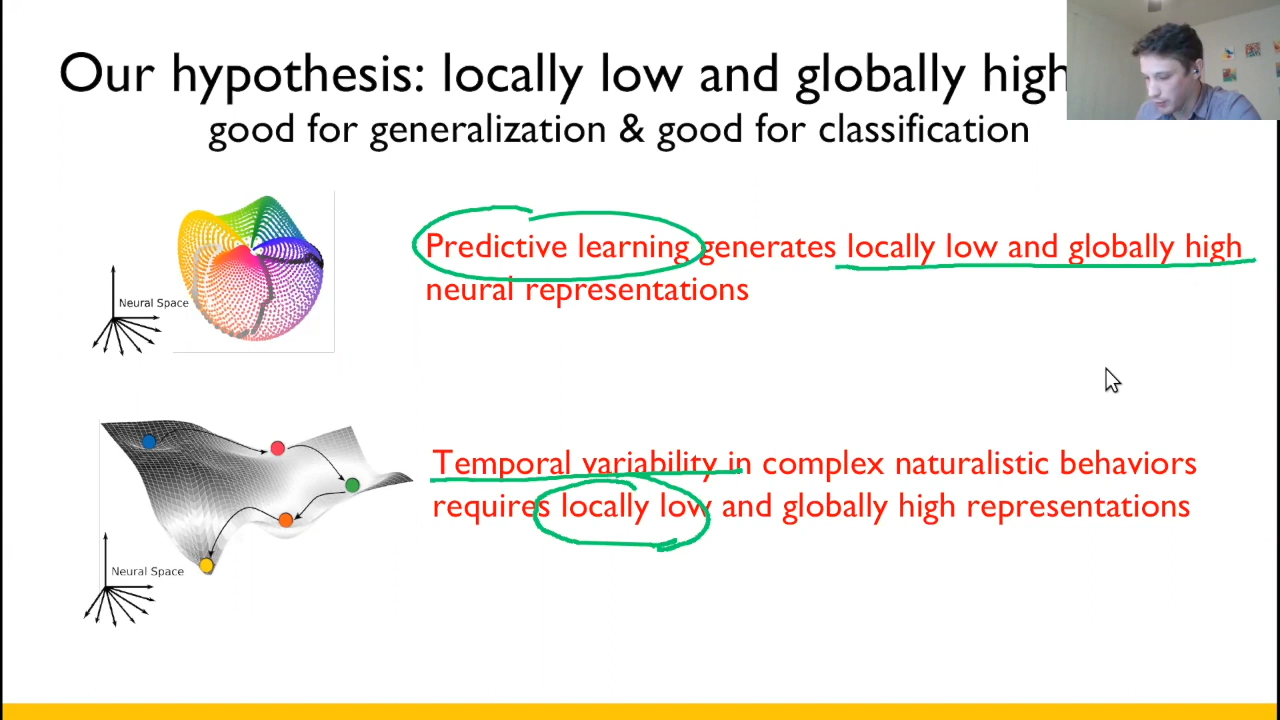 Our hypothesis: locally low and globally high
good for generalization & good for classification
Predictive learning generates locally low and globally high
neural representations
Neural Space
Temporal variability in complex naturalistic behaviors
requires locally low and globally high representations
Neural Space